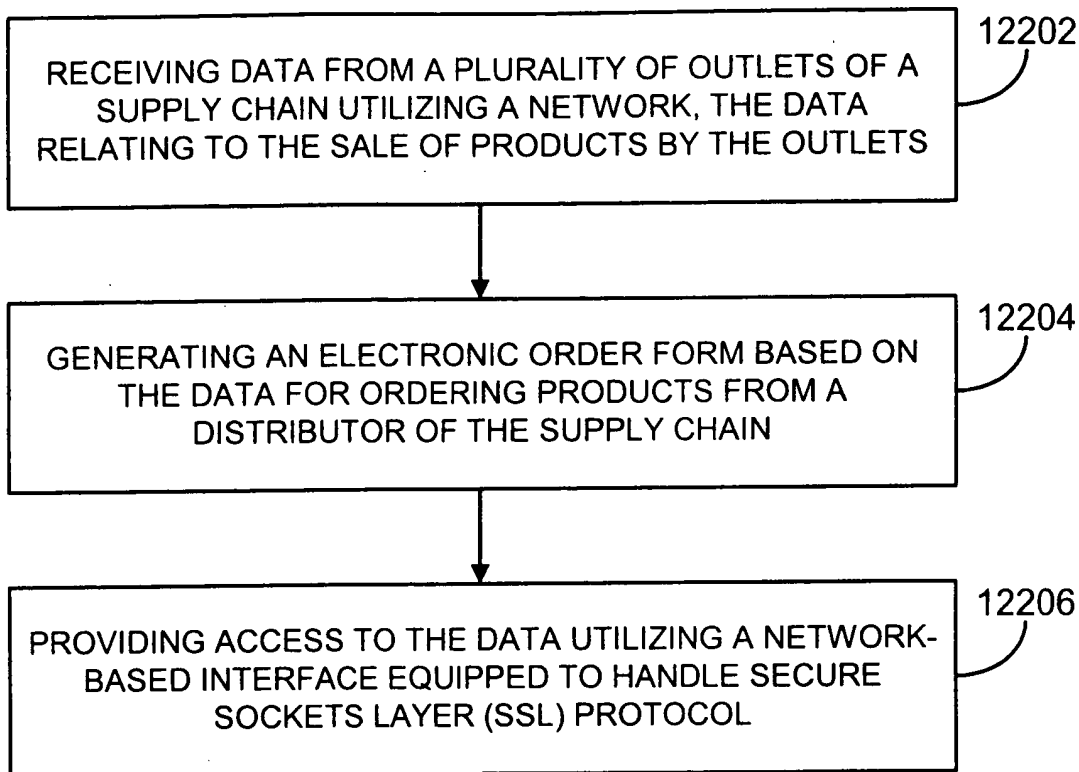 12202
RECEIVING DATA FROM A PLURALITY OF OUTLETS OF A
SUPPLY CHAIN UTILIZING A NETWORK, THE DATA
RELATING TO THE SALE OF PRODUCTS BY THE OUTLETS
12204
GENERATING AN ELECTRONIC ORDER FORM BASED ON
THE DATA FOR ORDERING PRODUCTS FROM A
DISTRIBUTOR OF THE SUPPLY CHAIN
12206
PROVIDING ACCESS TO THE DATA UTILIZING A NETWORK-
BASED INTERFACE EQUIPPED TO HANDLE SECURE
SOCKETS LAYER (SSL) PROTOCOL